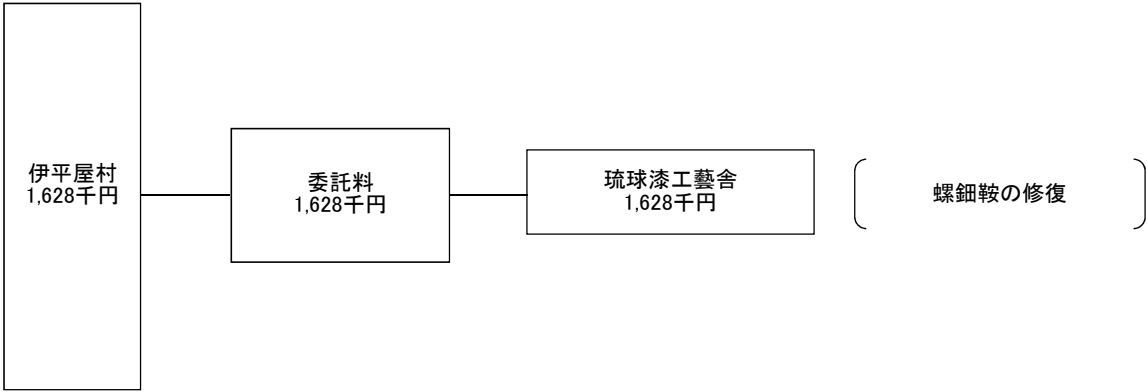 伊平屋村
1,628千円
委託料
1,628千円
琉球漆工藝舎
1,628千円
螺鈿鞍の修復